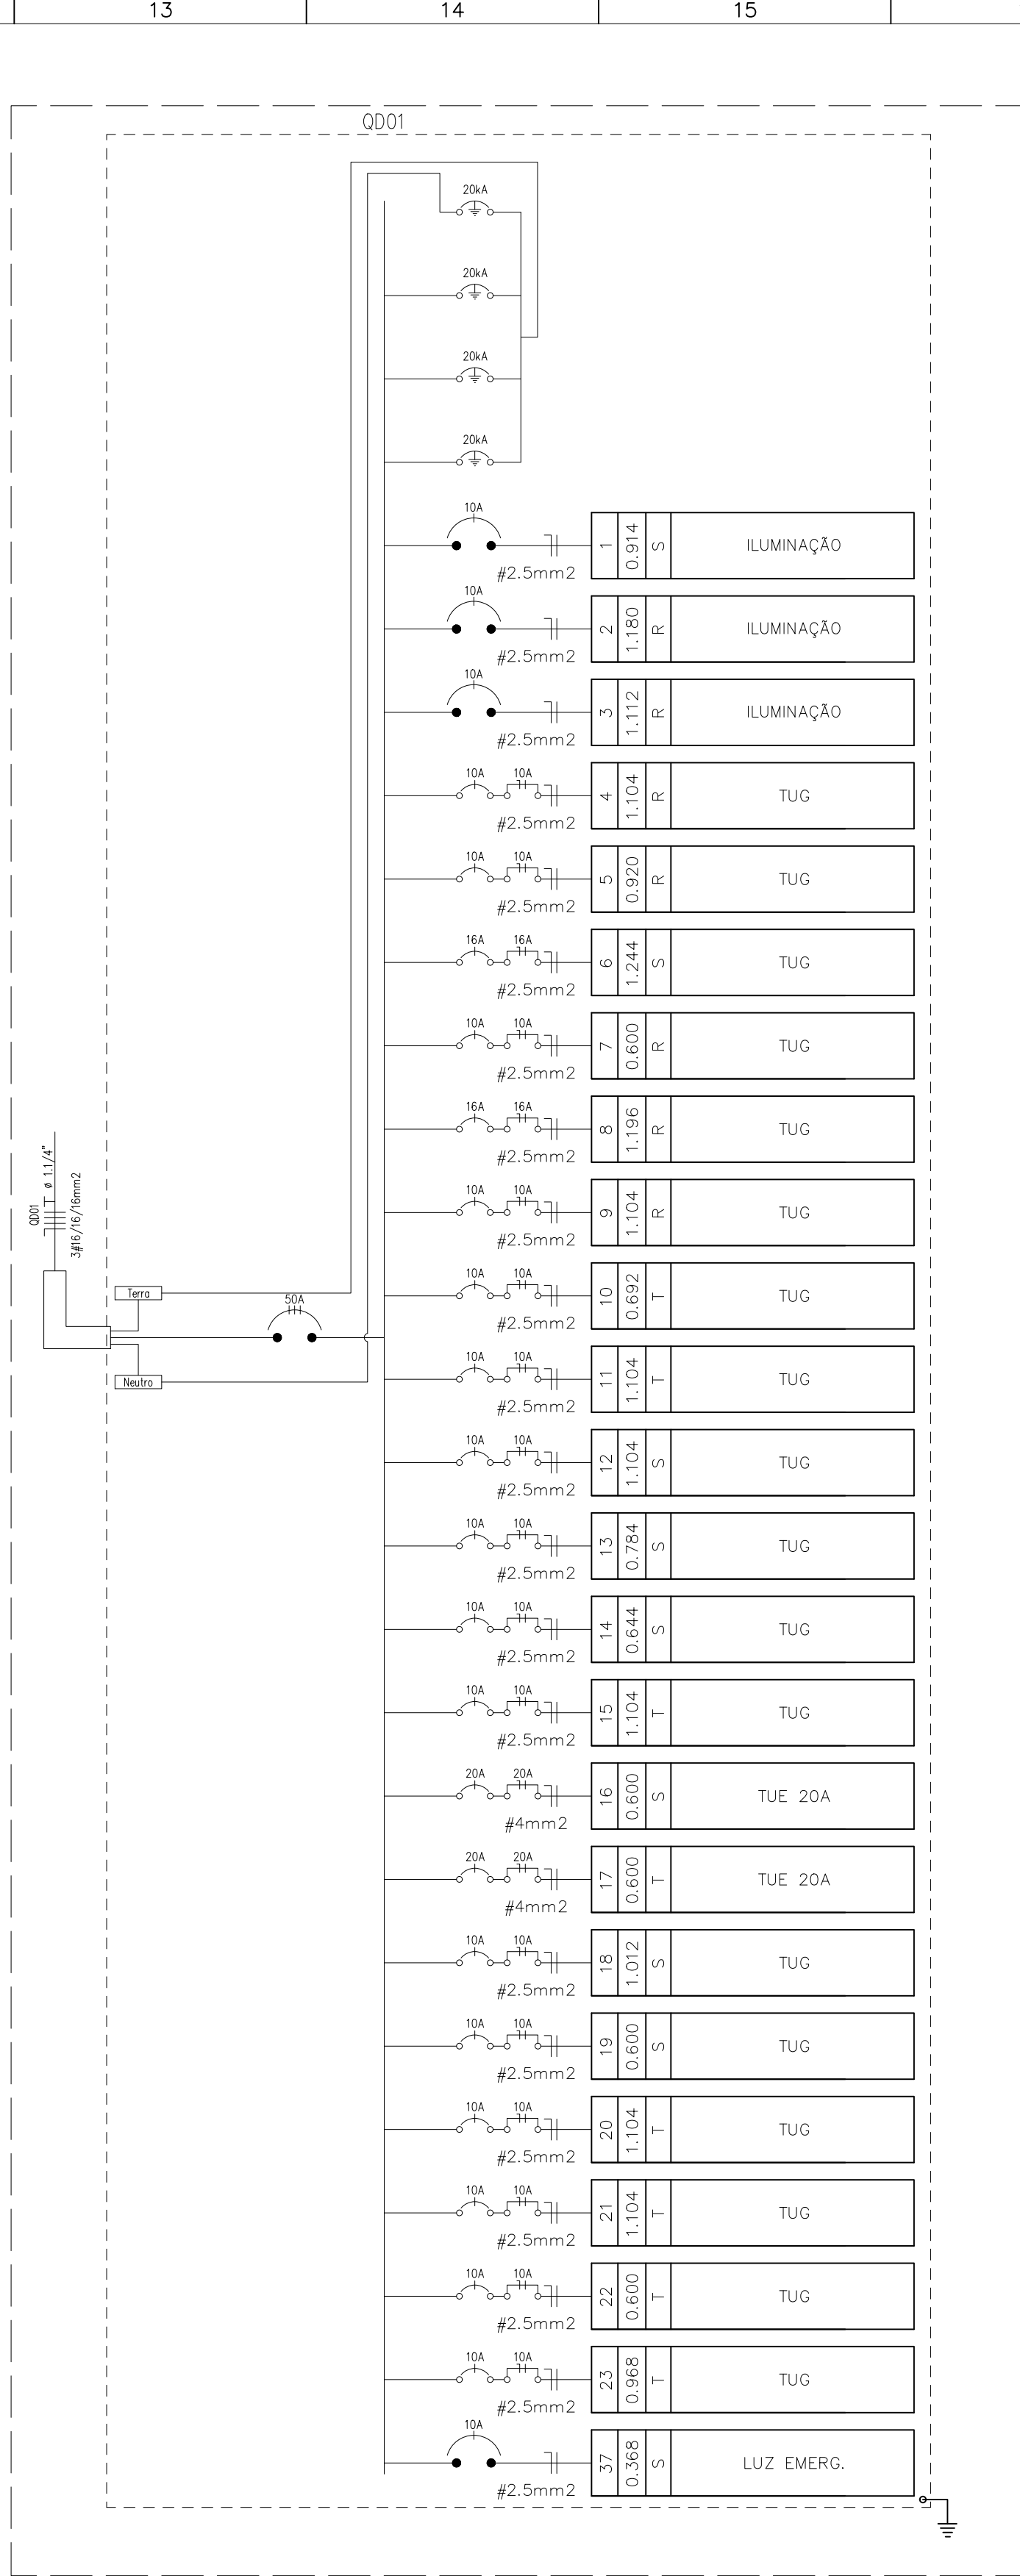 13 14 15
QD01
20kA
20kA
20kA
20kA
10A
#2.5mm2
1 0.914 S ILUMINAÇÃO
10A
#2.5mm2
2 1.180 R ILUMINAÇÃO
10A
#2.5mm2
3 1.112 R ILUMINAÇÃO
10A 10A
#2.5mm2
4 1.104 R TUG
10A 10A
#2.5mm2
5 0.920 R TUG
16A 16A
#2.5mm2
6 1.244 S TUG
10A 10A
#2.5mm2
7 0.600 R TUG
16A 16A
#2.5mm2
8 1.196 R TUG
10A 10A
#2.5mm2
9 1.104 R TUG
QD01
ø 1.1/4"
3#16/16/16mm2
Terra
50A
Neutro
10A 10A
#2.5mm2
10 0.692 T TUG
10A 10A
#2.5mm2
11 1.104 T TUG
10A 10A
#2.5mm2
12 1.104 S TUG
10A 10A
#2.5mm2
13 0.784 S TUG
10A 10A
#2.5mm2
14 0.644 S TUG
10A 10A
#2.5mm2
15 1.104 T TUG
20A 20A
#4mm2
16 0.600 S TUE 20A
20A 20A
#4mm2
17 0.600 T TUE 20A
10A 10A
#2.5mm2
18 1.012 S TUG
10A 10A
#2.5mm2
19 0.600 S TUG
10A 10A
#2.5mm2
20 1.104 T TUG
10A 10A
#2.5mm2
21 1.104 T TUG
10A 10A
#2.5mm2
22 0.600 T TUG
10A 10A
#2.5mm2
23 0.968 T TUG
10A
#2.5mm2
37 0.368 S LUZ EMERG.